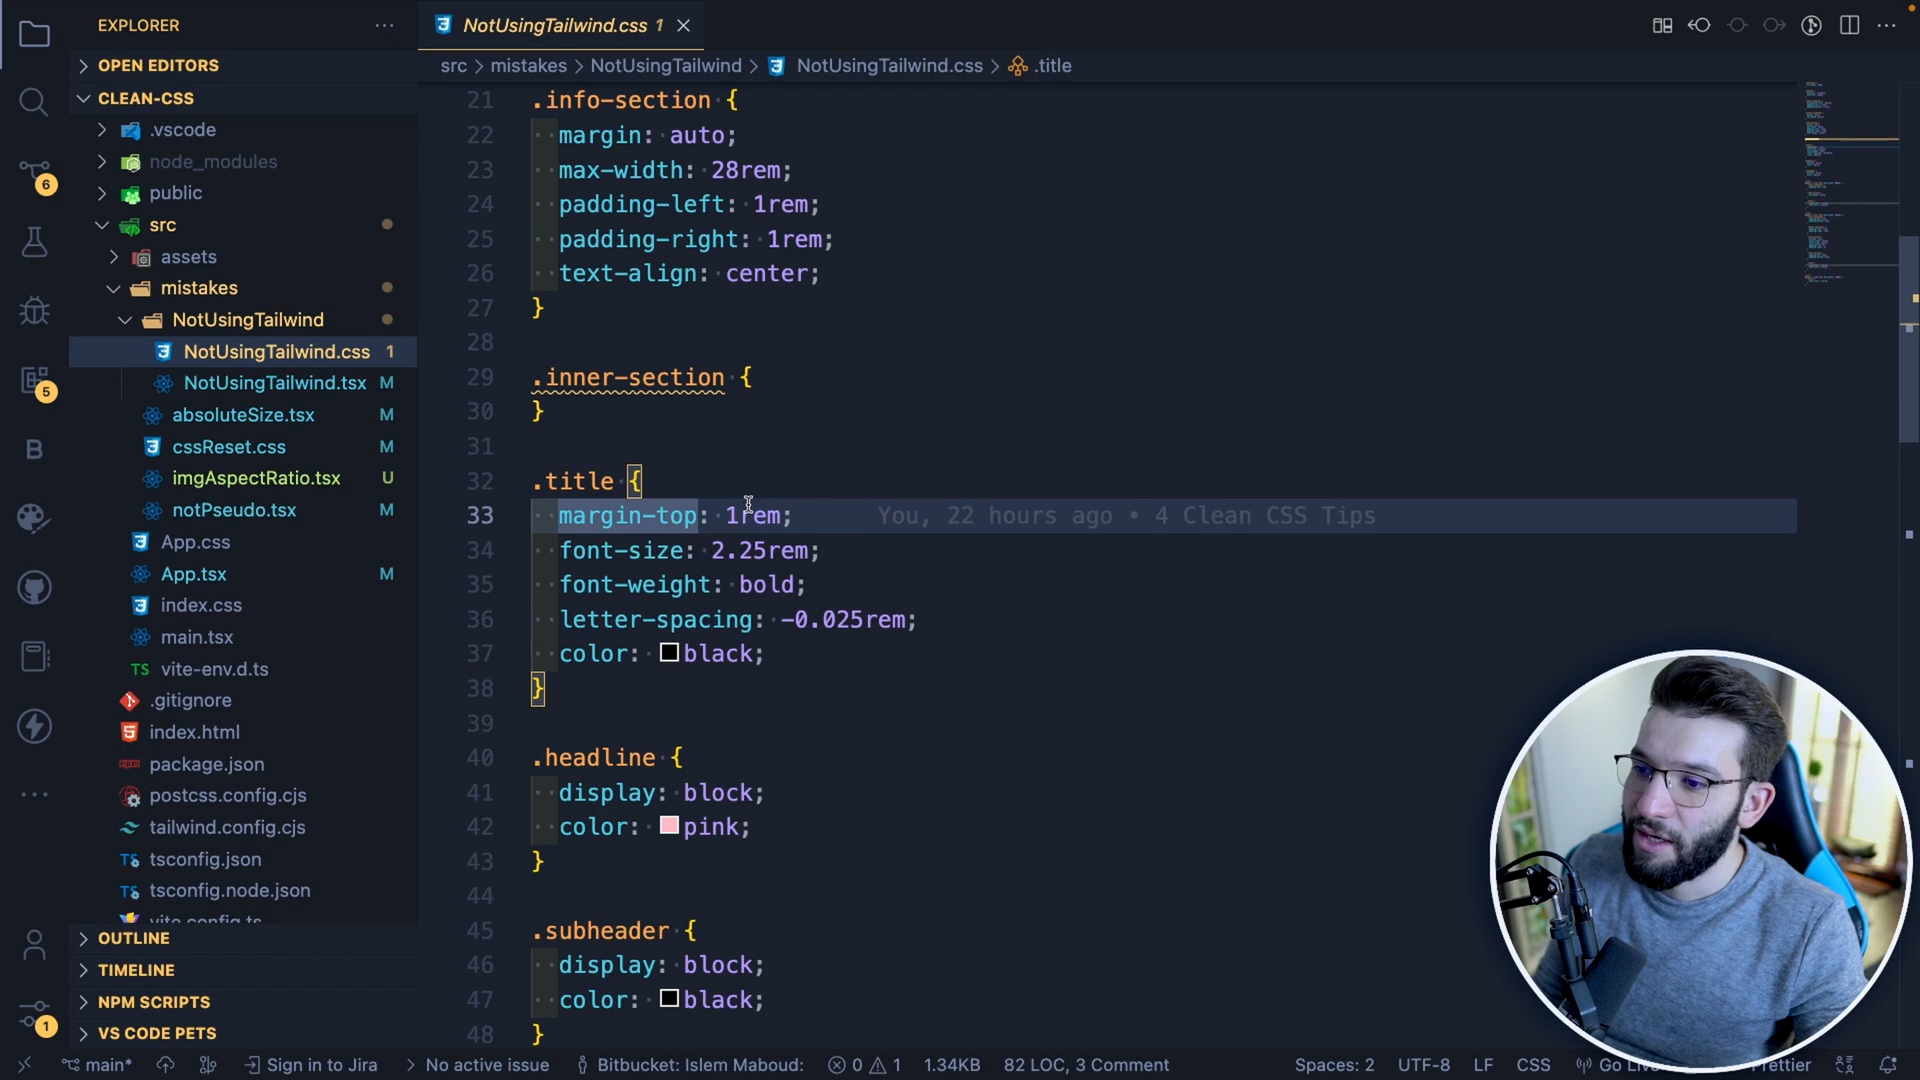 EXPLORER
NotUsingTailwind.css 1
OPEN EDITORS
src > mistakes > NotUsingTailwind > NotUsingTailwind.css > .title
CLEAN-CSS
.vscode
node_modules
public
src
assets
mistakes
NotUsingTailwind
NotUsingTailwind.css 1
NotUsingTailwind.tsx M
absoluteSize.tsx M
cssReset.css M
imgAspectRatio.tsx U
notPseudo.tsx M
App.css
App.tsx M
index.css
main.tsx
TS vite-env.d.ts
.gitignore
index.html
package.json
postcss.config.cjs
tailwind.config.cjs
tsconfig.json
tsconfig.node.json
vite.config.ts
OUTLINE
TIMELINE
NPM SCRIPTS
VS CODE PETS
6
5
B
1
21 .info-section {
22 margin: auto;
23 max-width: 28rem;
24 padding-left: 1rem;
25 padding-right: 1rem;
26 text-align: center;
27 }
28
29 .inner-section {
30 }
31
32 .title {
33 margin-top: 1rem; You, 22 hours ago • 4 Clean CSS Tips
34 font-size: 2.25rem;
35 font-weight: bold;
36 letter-spacing: -0.025rem;
37 color: black;
38 }
39
40 .headline {
41 display: block;
42 color: pink;
43 }
44
45 .subheader {
46 display: block;
47 color: black;
48 }
main* Sign in to Jira No active issue Bitbucket: Islem Maboud: 0 1 1.34KB 82 LOC, 3 Comment Spaces: 2 UTF-8 LF CSS Go Prettier